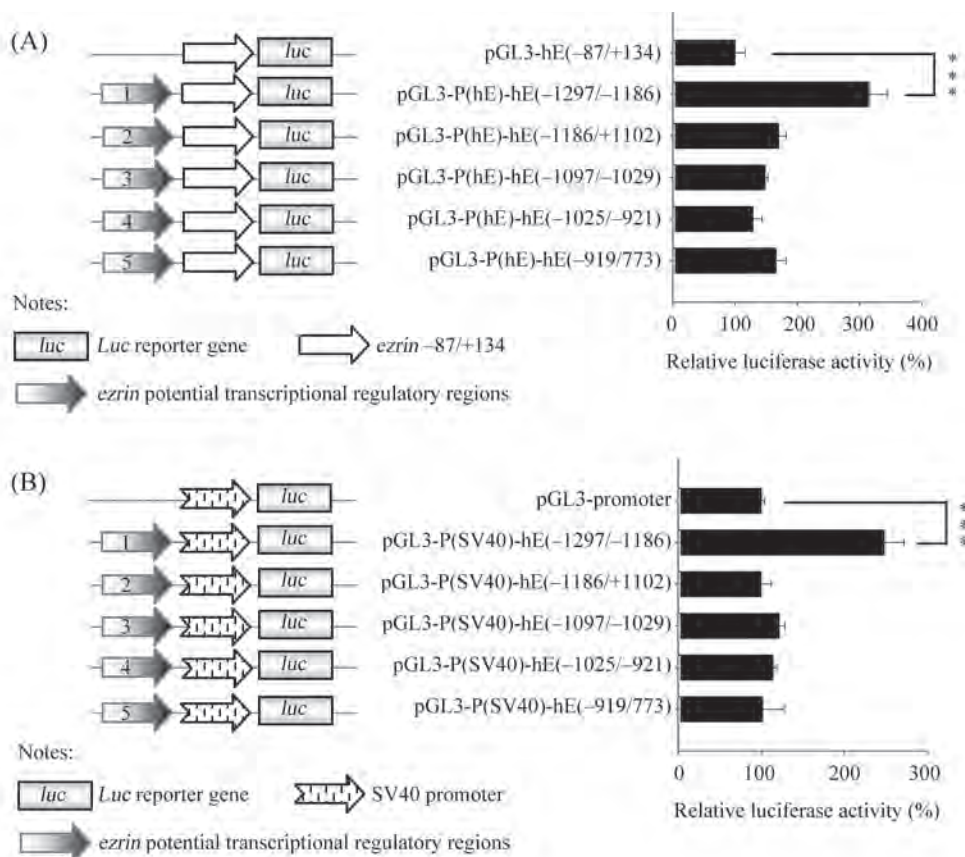 (A)
luc pGL3-hE(–87/+134)
1 luc pGL3-P(hE)-hE(–1297/–1186)
2 luc pGL3-P(hE)-hE(–1186/+1102)
3 luc pGL3-P(hE)-hE(–1097/–1029)
4 luc pGL3-P(hE)-hE(–1025/–921)
5 luc pGL3-P(hE)-hE(–919/773)
***
0 100 200 300 400
Relative luciferase activity (%)
Notes:
luc Luc reporter gene ezrin –87/+134
ezrin potential transcriptional regulatory regions
(B)
luc pGL3-promoter
1 luc pGL3-P(SV40)-hE(–1297/–1186)
2 luc pGL3-P(SV40)-hE(–1186/+1102)
3 luc pGL3-P(SV40)-hE(–1097/–1029)
4 luc pGL3-P(SV40)-hE(–1025/–921)
5 luc pGL3-P(SV40)-hE(–919/773)
***
0 100 200 300
Relative luciferase activity (%)
Notes:
luc Luc reporter gene SV40 promoter
ezrin potential transcriptional regulatory regions